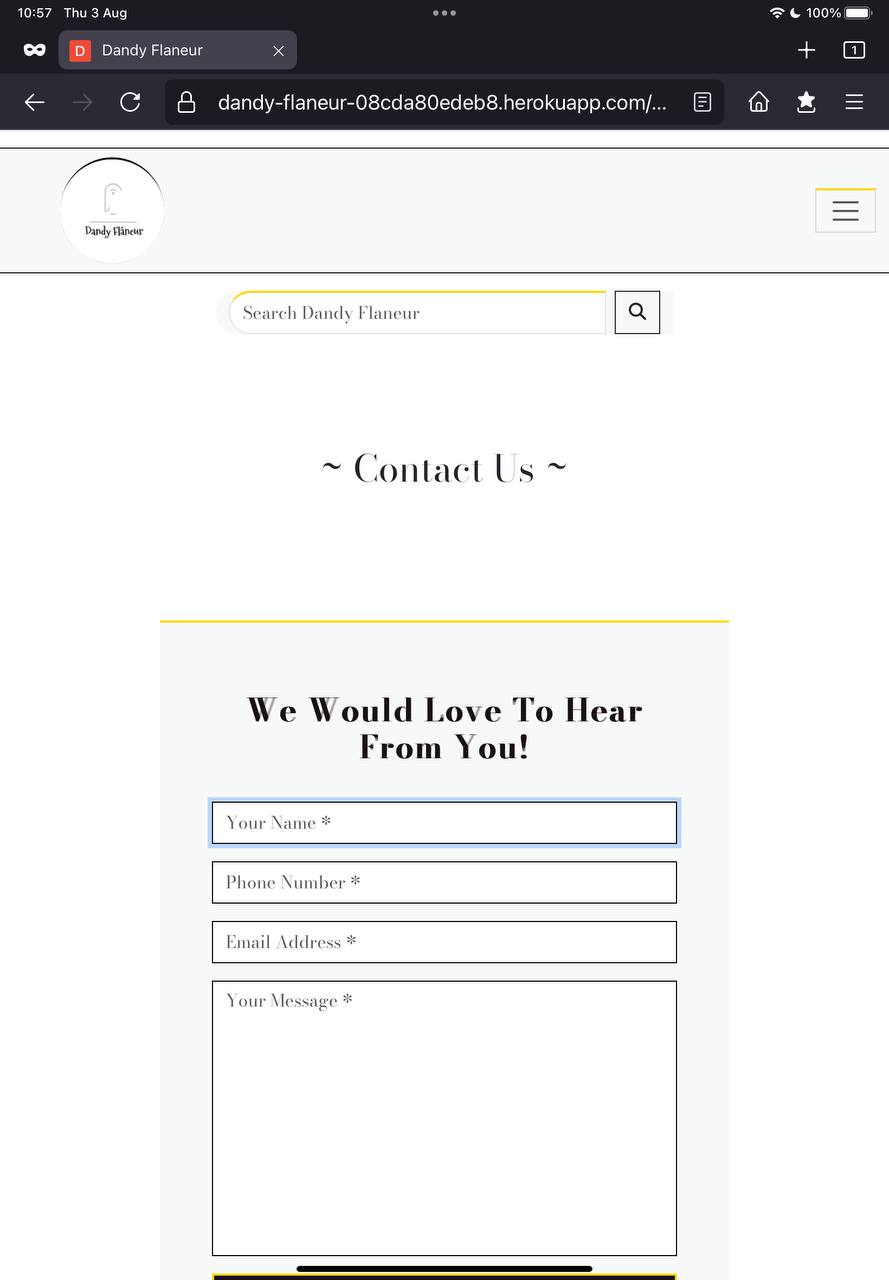 10:57 Thu 3 Aug 100%
D Dandy Flaneur 1
dandy-flaneur-08cda80edeb8.herokuapp.com/...
Dandy Flâneur
Search Dandy Flaneur
~ Contact Us ~
We Would Love To Hear
From You!
Your Name *
Phone Number *
Email Address *
Your Message *